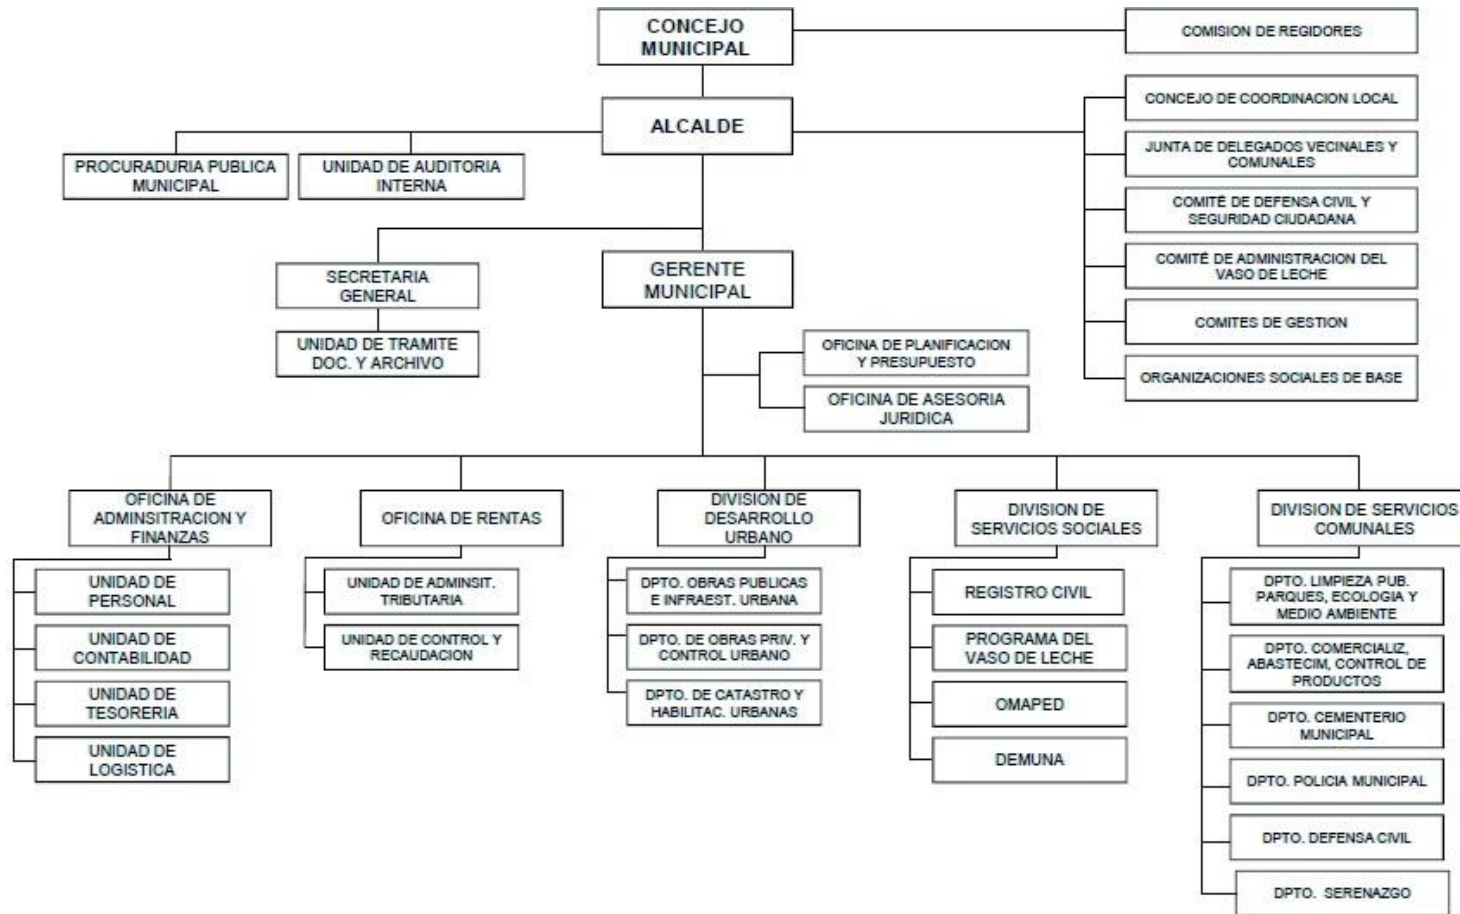 CONCEJO
MUNICIPAL
COMISION DE REGIDORES
ALCALDE
CONCEJO DE COORDINACION LOCAL
JUNTA DE DELEGADOS VECINALES Y
COMUNALES
COMITÉ DE DEFENSA CIVIL Y
SEGURIDAD CIUDADANA
COMITÉ DE ADMINISTRACION DEL
VASO DE LECHE
COMITES DE GESTION
ORGANIZACIONES SOCIALES DE BASE
PROCURADURIA PUBLICA
MUNICIPAL
UNIDAD DE AUDITORIA
INTERNA
SECRETARIA
GENERAL
UNIDAD DE TRAMITE
DOC. Y ARCHIVO
GERENTE
MUNICIPAL
OFICINA DE PLANIFICACION
Y PRESUPUESTO
OFICINA DE ASESORIA
JURIDICA
OFICINA DE
ADMINSITRACION Y
FINANZAS
UNIDAD DE
PERSONAL
UNIDAD DE
CONTABILIDAD
UNIDAD DE
TESORERIA
UNIDAD DE
LOGISTICA
OFICINA DE RENTAS
UNIDAD DE ADMINSIT.
TRIBUTARIA
UNIDAD DE CONTROL Y
RECAUDACION
DIVISION DE
DESARROLLO
URBANO
DPTO. OBRAS PUBLICAS
E INFRAEST. URBANA
DPTO. DE OBRAS PRIV. Y
CONTROL URBANO
DPTO. DE CATASTRO Y
HABILITAC. URBANAS
DIVISION DE
SERVICIOS SOCIALES
REGISTRO CIVIL
PROGRAMA DEL
VASO DE LECHE
OMAPED
DEMUNA
DIVISION DE SERVICIOS
COMUNALES
DPTO. LIMPIEZA PUB.
PARQUES, ECOLOGIA Y
MEDIO AMBIENTE
DPTO. COMERCIALIZ,
ABASTECIM, CONTROL DE
PRODUCTOS
DPTO. CEMENTERIO
MUNICIPAL
DPTO. POLICIA MUNICIPAL
DPTO. DEFENSA CIVIL
DPTO. SERENAZGO